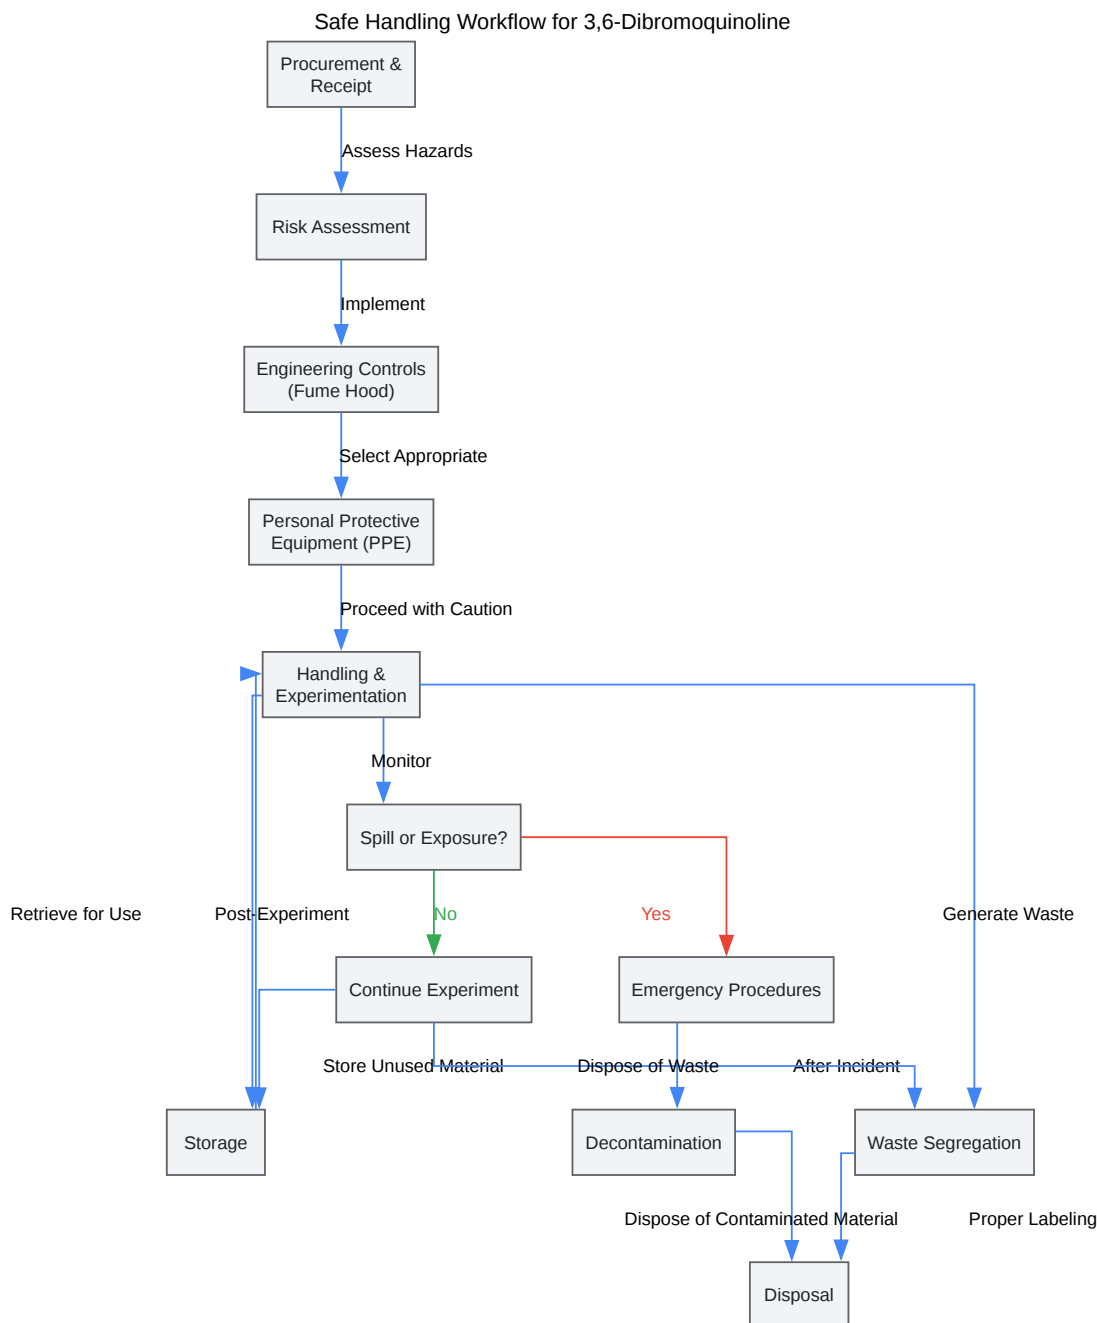 Safe Handling Workflow for 3,6-Dibromoquinoline
Procurement &
Receipt
Assess Hazards
Risk Assessment
Implement
Engineering Controls
(Fume Hood)
Select Appropriate
Personal Protective
Equipment (PPE)
Proceed with Caution
Handling &
Experimentation
Monitor
Spill or Exposure?
Retrieve for Use
Post-Experiment
No
Yes
Generate Waste
Continue Experiment
Emergency Procedures
Store Unused Material
Dispose of Waste
After Incident
Storage
Decontamination
Waste Segregation
Dispose of Contaminated Material
Proper Labeling
Disposal